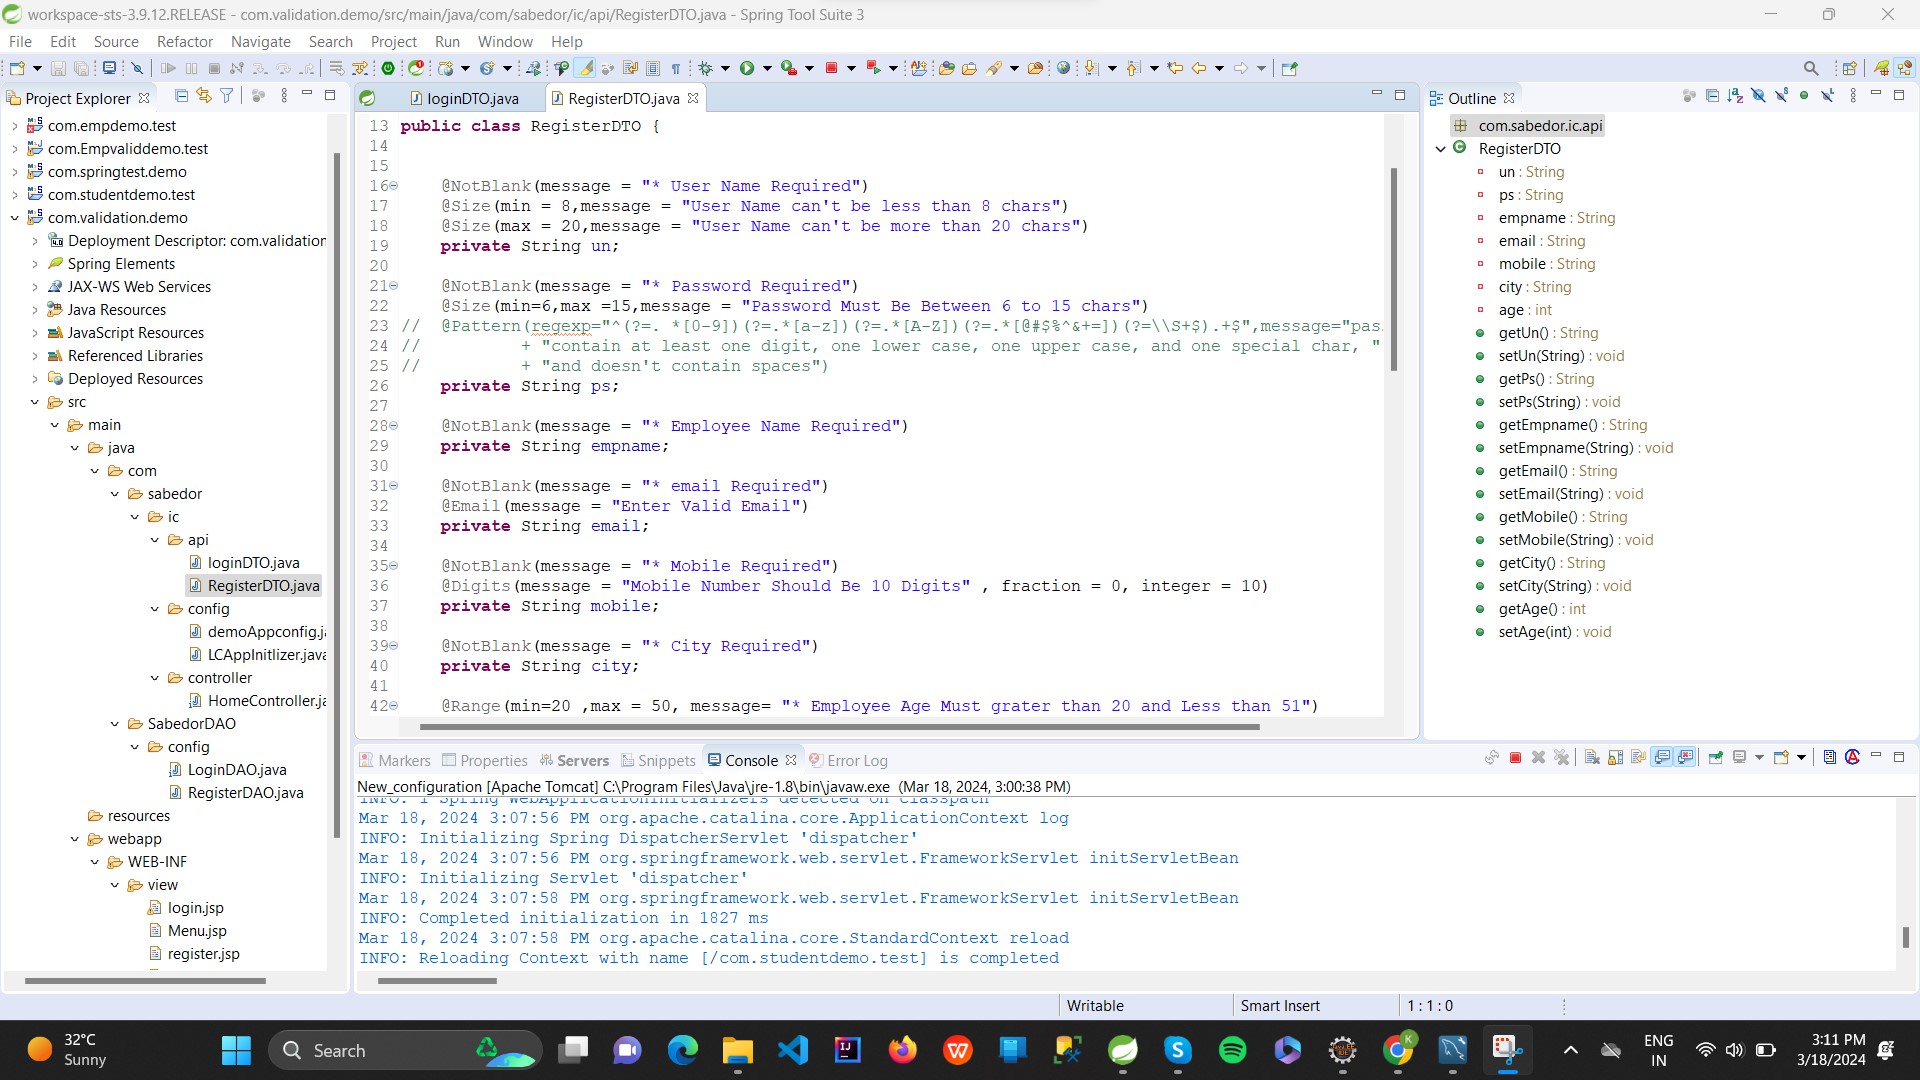 workspace-sts-3.9.12.RELEASE - com.validation.demo/src/main/java/com/sabedor/ic/api/RegisterDTO.java - Spring Tool Suite 3
File Edit Source Refactor Navigate Search Project Run Window Help
Project Explorer
com.empdemo.test
com.Empvaliddemo.test
com.springtest.demo
com.studentdemo.test
com.validation.demo
Deployment Descriptor: com.validation
Spring Elements
JAX-WS Web Services
Java Resources
JavaScript Resources
Referenced Libraries
Deployed Resources
src
main
java
com
sabedor
ic
api
loginDTO.java
RegisterDTO.java
config
demoAppconfig.ja
LCAppInitlizer.java
controller
HomeController.ja
SabedorDAO
config
LoginDAO.java
RegisterDAO.java
resources
webapp
WEB-INF
view
login.jsp
Menu.jsp
register.jsp
loginDTO.java RegisterDTO.java
13 public class RegisterDTO {
14
15
16 @NotBlank(message = "* User Name Required")
17 @Size(min = 8,message = "User Name can't be less than 8 chars")
18 @Size(max = 20,message = "User Name can't be more than 20 chars")
19 private String un;
20
21 @NotBlank(message = "* Password Required")
22 @Size(min=6,max =15,message = "Password Must Be Between 6 to 15 chars")
23 // @Pattern(regexp="^(?=. *[0-9])(?=.*[a-z])(?=.*[A-Z])(?=.*[@#$%^&+=])(?=\\S+$).+$",message="pas
24 // + "contain at least one digit, one lower case, one upper case, and one special char, "
25 // + "and doesn't contain spaces")
26 private String ps;
27
28 @NotBlank(message = "* Employee Name Required")
29 private String empname;
30
31 @NotBlank(message = "* email Required")
32 @Email(message = "Enter Valid Email")
33 private String email;
34
35 @NotBlank(message = "* Mobile Required")
36 @Digits(message = "Mobile Number Should Be 10 Digits" , fraction = 0, integer = 10)
37 private String mobile;
38
39 @NotBlank(message = "* City Required")
40 private String city;
41
42 @Range(min=20 ,max = 50, message= "* Employee Age Must grater than 20 and Less than 51")
Outline
com.sabedor.ic.api
RegisterDTO
un : String
ps : String
empname : String
email : String
mobile : String
city : String
age : int
getUn() : String
setUn(String) : void
getPs() : String
setPs(String) : void
getEmpname() : String
setEmpname(String) : void
getEmail() : String
setEmail(String) : void
getMobile() : String
setMobile(String) : void
getCity() : String
setCity(String) : void
getAge() : int
setAge(int) : void
Markers Properties Servers Snippets Console Error Log
New_configuration [Apache Tomcat] C:\Program Files\Java\jre-1.8\bin\javaw.exe (Mar 18, 2024, 3:00:38 PM)
INFO: 1 Spring WebApplicationInitializers detected on classpath
Mar 18, 2024 3:07:56 PM org.apache.catalina.core.ApplicationContext log
INFO: Initializing Spring DispatcherServlet 'dispatcher'
Mar 18, 2024 3:07:56 PM org.springframework.web.servlet.FrameworkServlet initServletBean
INFO: Initializing Servlet 'dispatcher'
Mar 18, 2024 3:07:58 PM org.springframework.web.servlet.FrameworkServlet initServletBean
INFO: Completed initialization in 1827 ms
Mar 18, 2024 3:07:58 PM org.apache.catalina.core.StandardContext reload
INFO: Reloading Context with name [/com.studentdemo.test] is completed
Writable Smart Insert 1 : 1 : 0
32°C
Sunny
Search
ENG
IN
3:11 PM
3/18/2024